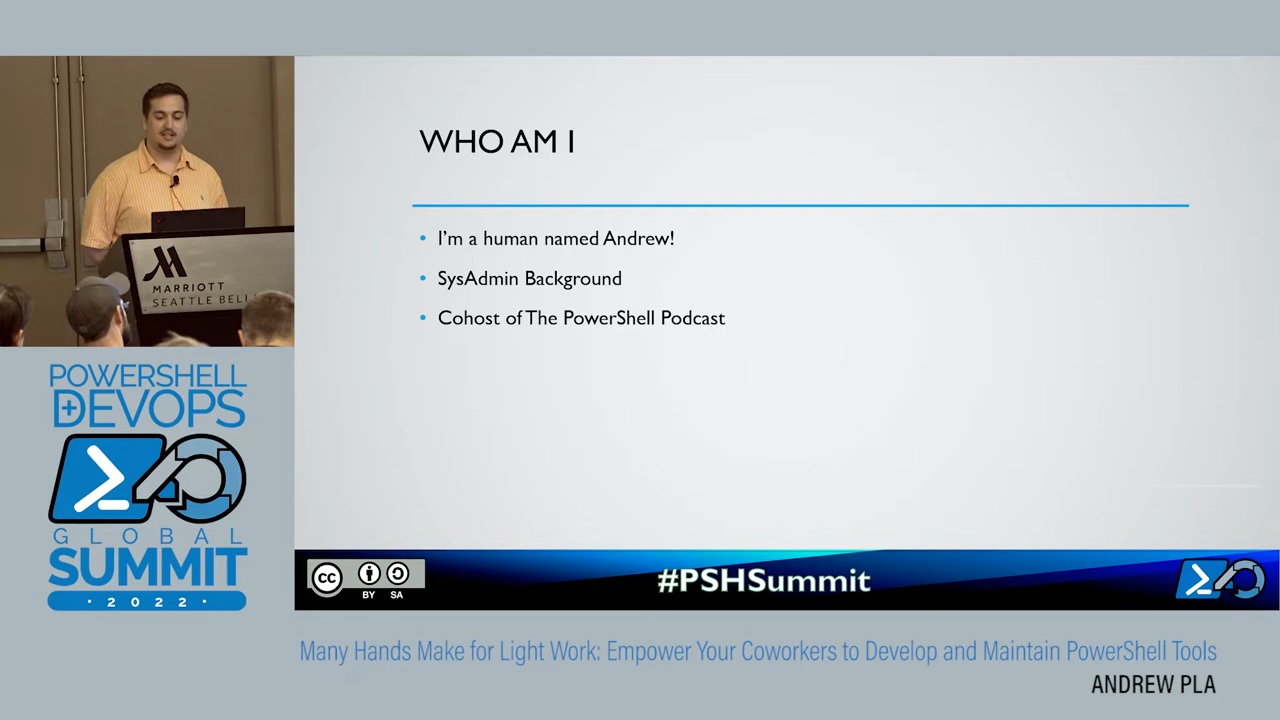 WHO AM I
I'm a human named Andrew!
SysAdmin Background
Cohost of The PowerShell Podcast
MARRIOTT
POWERSHELL
DEVOPS
GLOBAL
SUMMIT
· 2022 ·
CC
BY SA
#PSHSummit
Many Hands Make for Light Work: Empower Your Coworkers to Develop and Maintain PowerShell Tools
ANDREW PLA